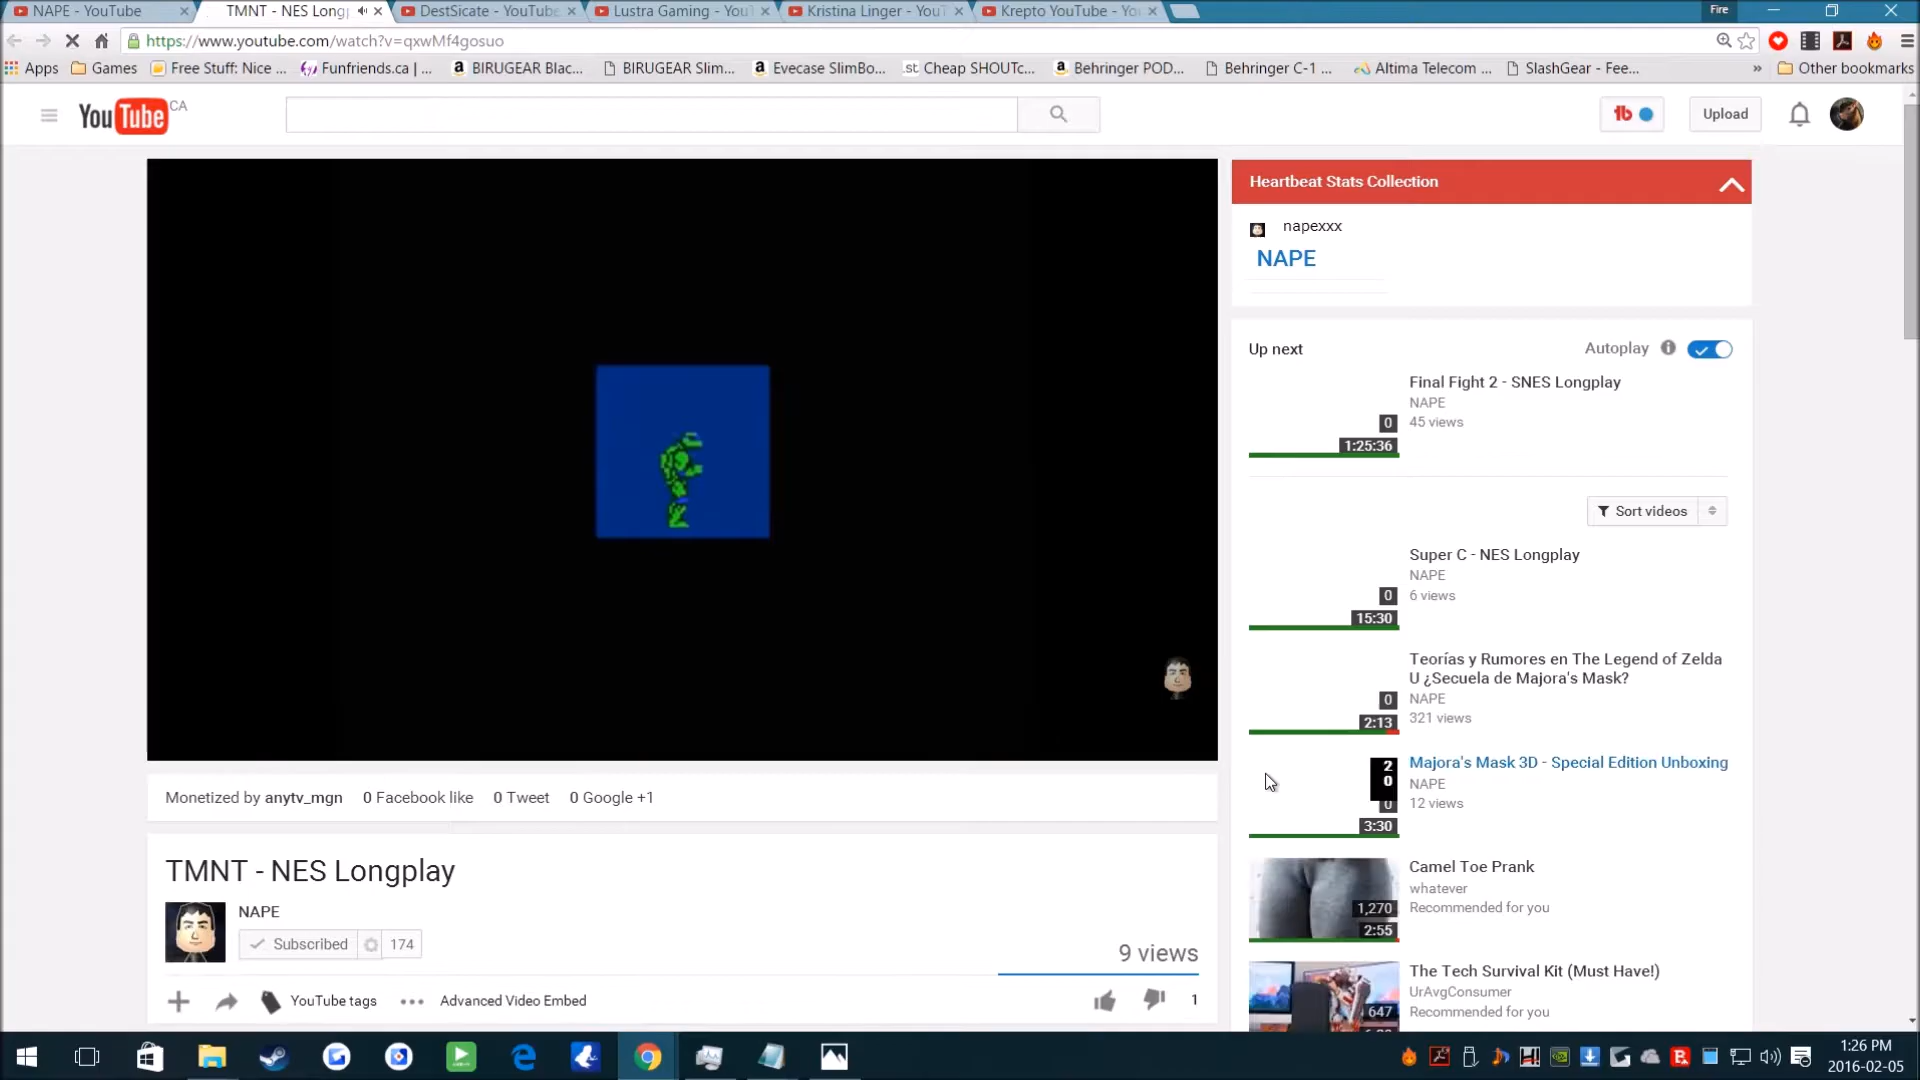 NAPE - YouTube
TMNT - NES Longp
DestSicate - YouTube
Lustra Gaming - YouT
Kristina Linger - YouT
Krepto YouTube - Yo
Fire
https://www.youtube.com/watch?v=qxwMf4gosuo
Apps
Games
Free Stuff: Nice ...
Funfriends.ca | ...
BIRUGEAR Blac...
BIRUGEAR Slim...
Evecase SlimBo...
.st Cheap SHOUTc...
Behringer POD...
Behringer C-1 ...
Altima Telecom ...
SlashGear - Fee...
» Other bookmarks
YouTube CA
Upload
Heartbeat Stats Collection
napexxx
NAPE
Up next
Autoplay
Final Fight 2 - SNES Longplay
NAPE
45 views
0
1:25:36
Sort videos
Super C - NES Longplay
NAPE
6 views
0
15:30
Teorías y Rumores en The Legend of Zelda
U ¿Secuela de Majora's Mask?
NAPE
321 views
0
2:13
Majora's Mask 3D - Special Edition Unboxing
NAPE
12 views
2
0
0
3:30
Camel Toe Prank
whatever
Recommended for you
1,270
2:55
The Tech Survival Kit (Must Have!)
UrAvgConsumer
Recommended for you
647
Monetized by anytv_mgn 0 Facebook like 0 Tweet 0 Google +1
TMNT - NES Longplay
NAPE
Subscribed 174
9 views
YouTube tags
Advanced Video Embed
1
1:26 PM
2016-02-05